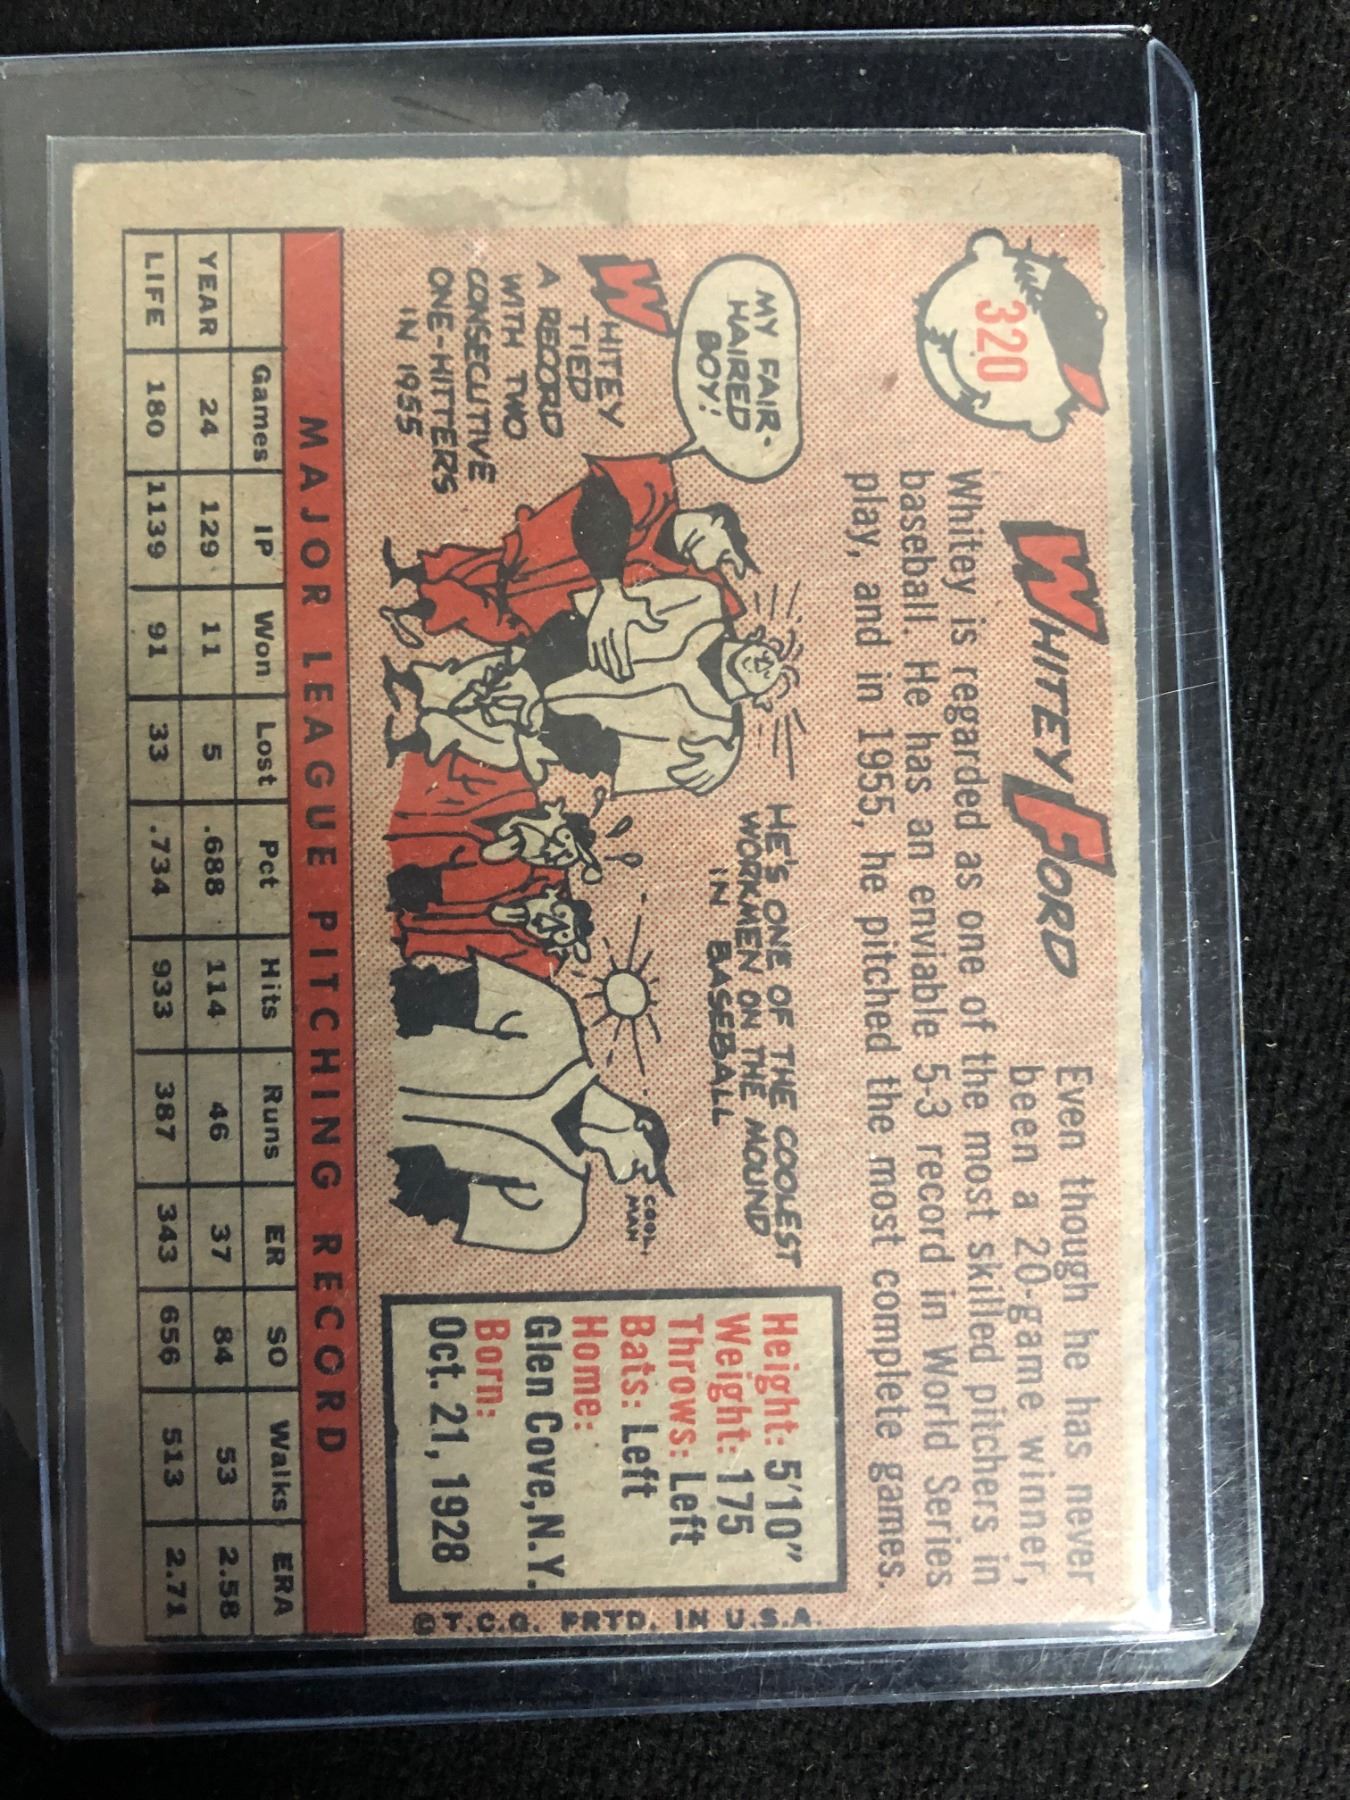 320
WHITEY FORD
Even though he has never
been a 20-game winner,
Whitey is regarded as one of the most skilled pitchers in
baseball. He has an enviable 5-3 record in World Series
play, and in 1955, he pitched the most complete games.
MY FAIR-
HAIRED
BOY!
WHITEY
TIED
A RECORD
WITH TWO
CONSECUTIVE
ONE-HITTERS
IN 1955
HE'S ONE OF THE COOLEST
WORKMEN ON THE MOUND
IN BASEBALL
COOL,
MAN
Height: 5'10"
Weight: 175
Throws: Left
Bats: Left
Home:
Glen Cove, N.Y.
Born:
Oct. 21, 1928
©T.C.G. PRTD. IN U.S.A.
MAJOR LEAGUE PITCHING RECORD
Games IP Won Lost Pct Hits Runs ER SO Walks ERA
YEAR 24 129 11 5 .688 114 46 37 84 53 2.58
LIFE 180 1139 91 33 .734 933 387 343 656 513 2.71